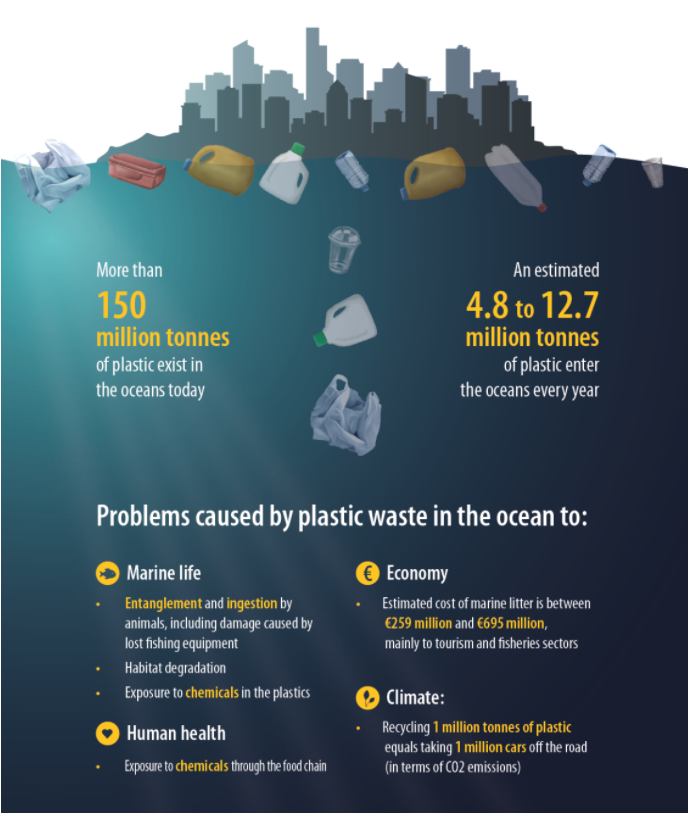 More than
150
million tonnes
of plastic exist in
the oceans today
An estimated
4.8 to 12.7
million tonnes
of plastic enter
the oceans every year
Problems caused by plastic waste in the ocean to:
Marine life
• Entanglement and ingestion by
animals, including damage caused by
lost fishing equipment
• Habitat degradation
• Exposure to chemicals in the plastics
Human health
• Exposure to chemicals through the food chain
€ Economy
• Estimated cost of marine litter is between
€259 million and €695 million,
mainly to tourism and fisheries sectors
Climate:
• Recycling 1 million tonnes of plastic
equals taking 1 million cars off the road
(in terms of CO2 emissions)